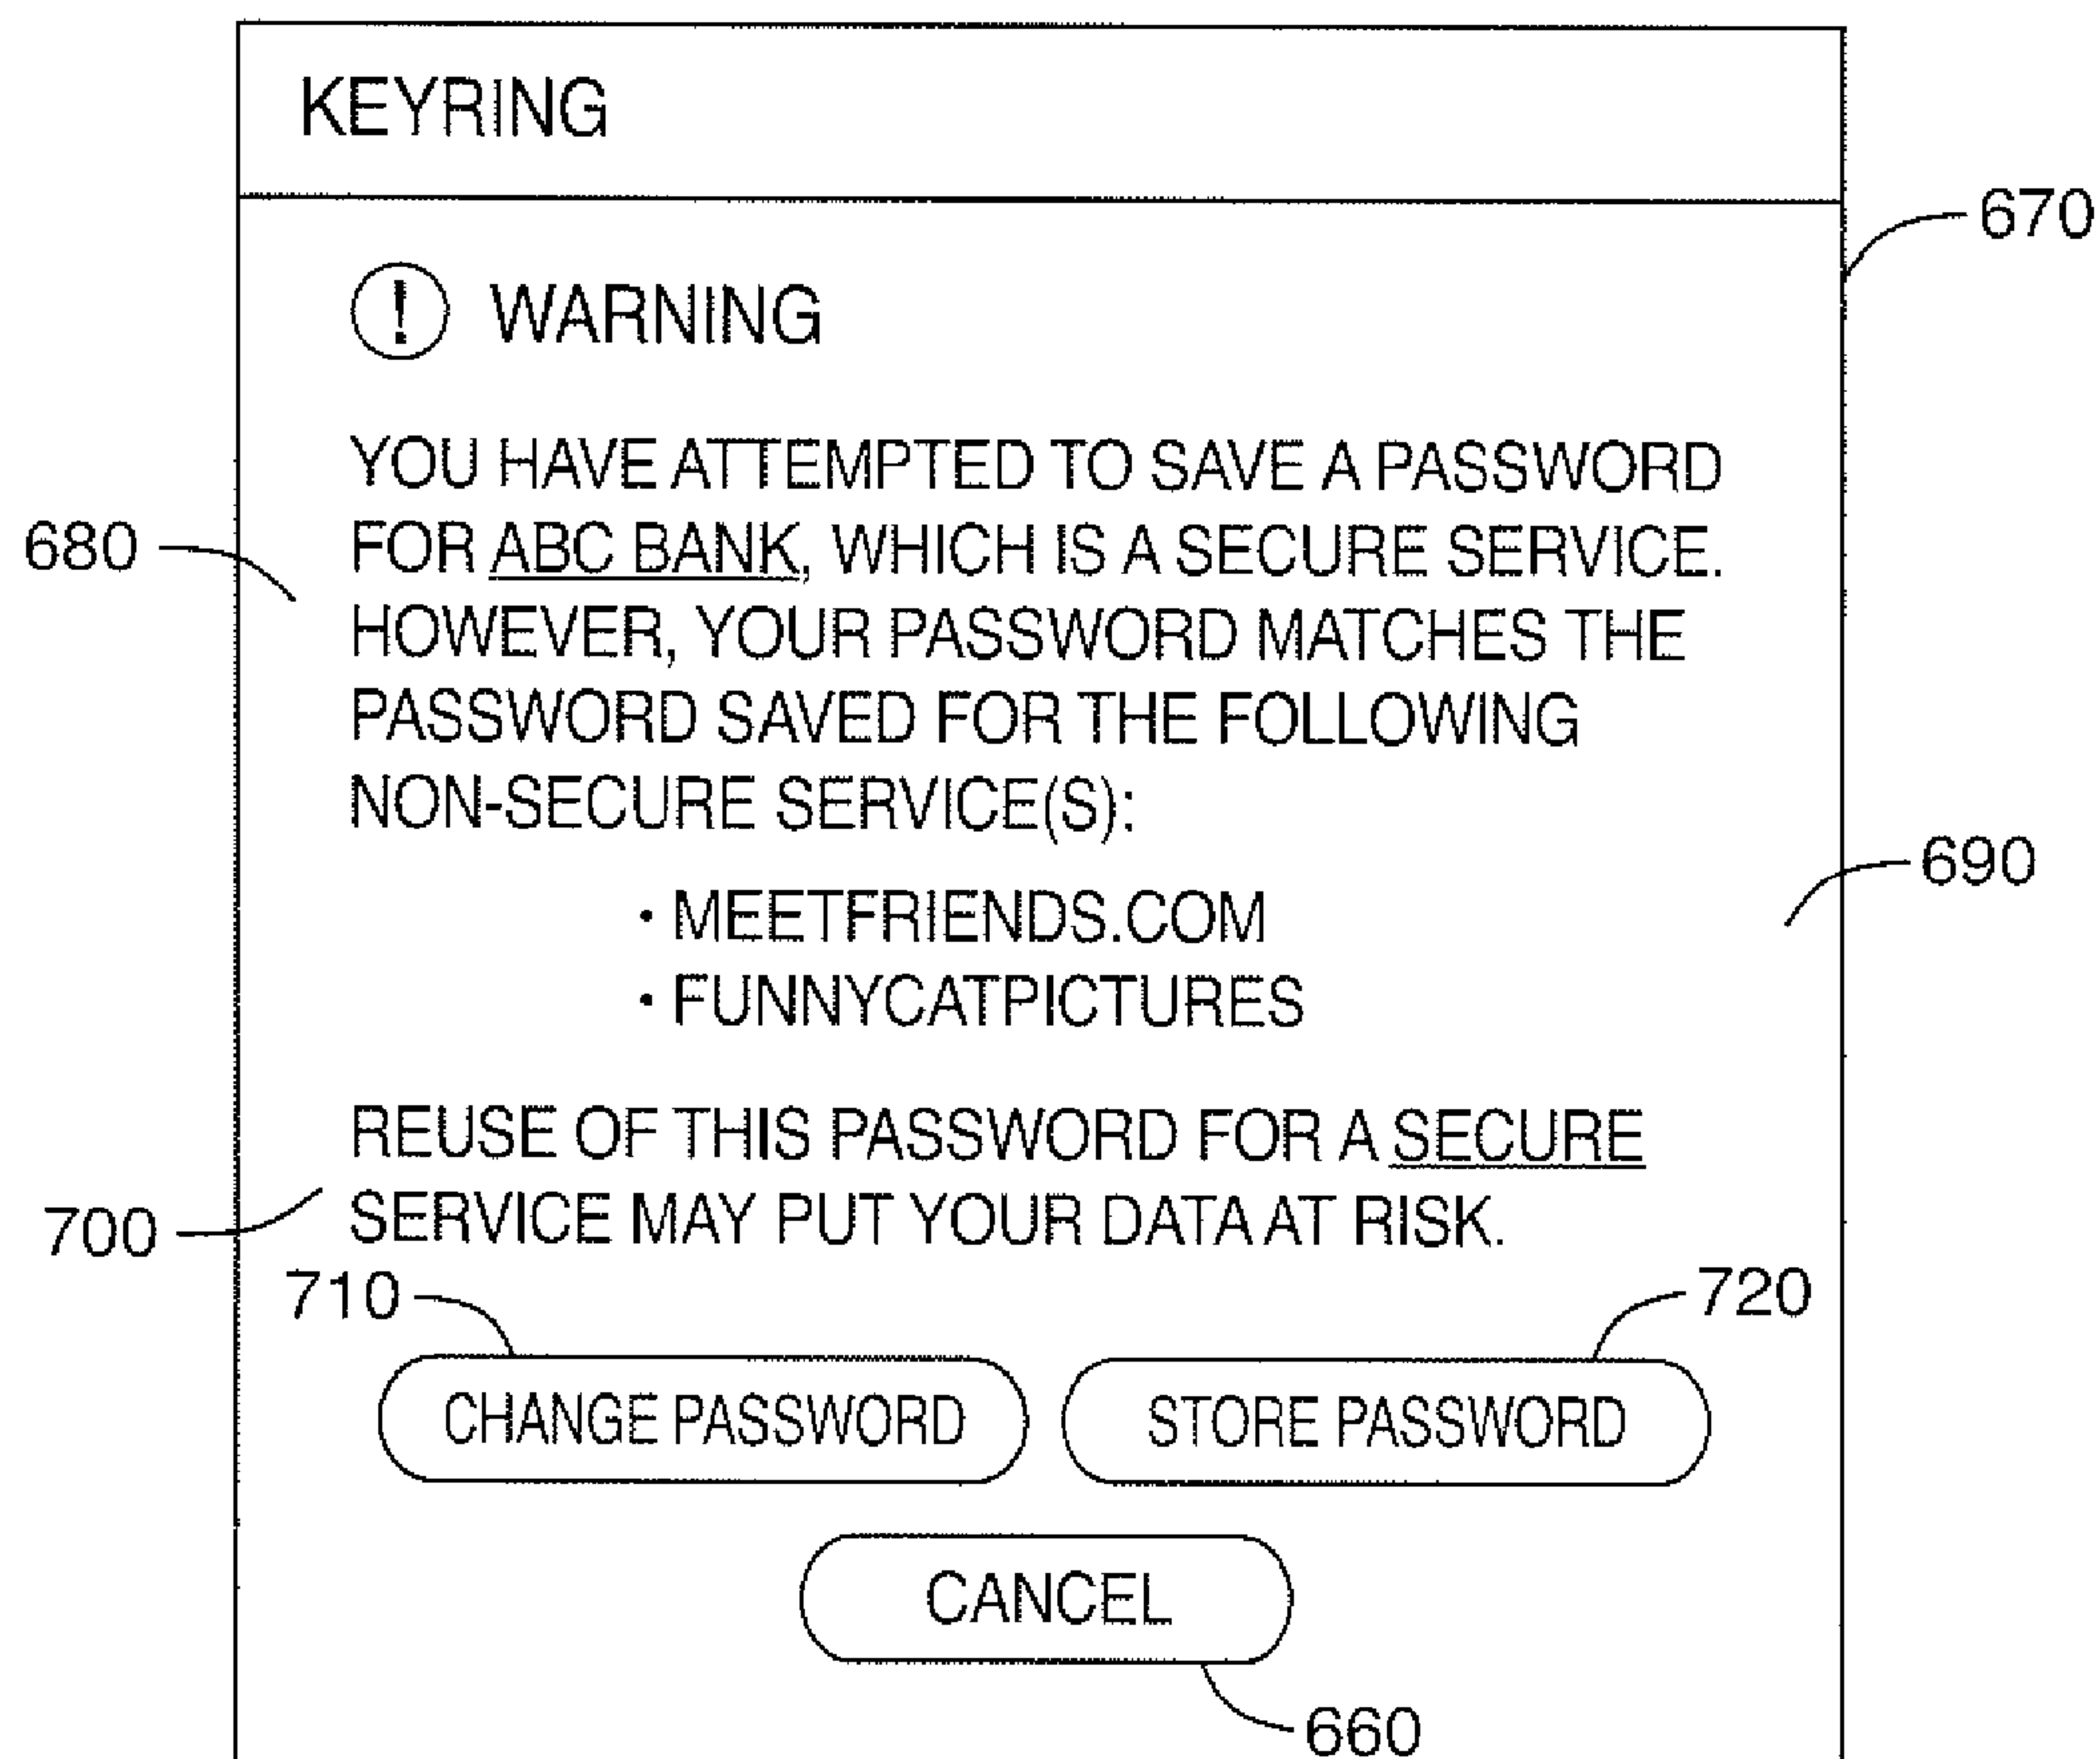 KEYRING
670
! WARNING
YOU HAVE ATTEMPTED TO SAVE A PASSWORD
680
FOR ABC BANK, WHICH IS A SECURE SERVICE.
HOWEVER, YOUR PASSWORD MATCHES THE
PASSWORD SAVED FOR THE FOLLOWING
NON-SECURE SERVICE(S):
690
• MEETFRIENDS.COM
• FUNNYCATPICTURES
REUSE OF THIS PASSWORD FOR A SECURE
700
SERVICE MAY PUT YOUR DATA AT RISK.
710
720
CHANGE PASSWORD
STORE PASSWORD
CANCEL
660